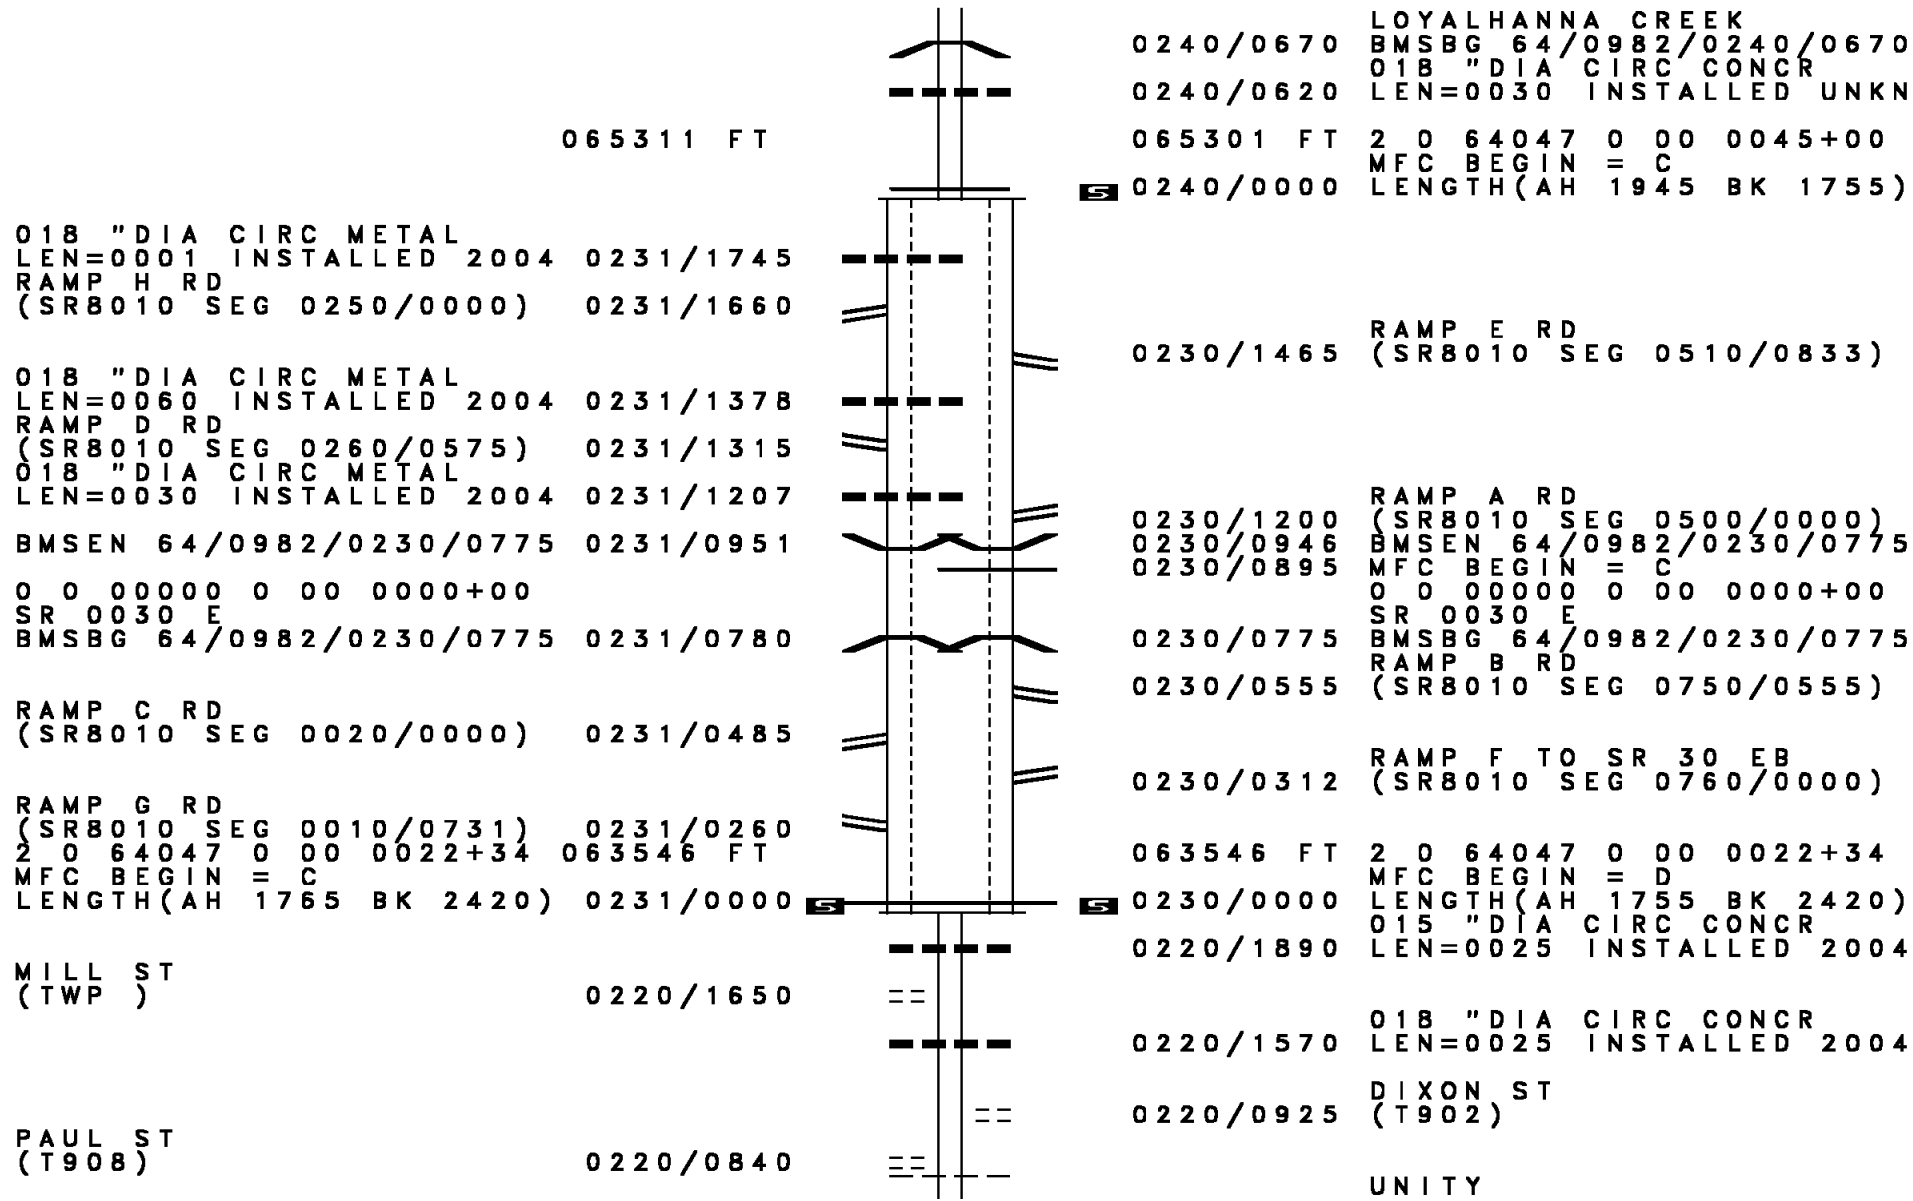 LOYALHANNA CREEK
0240/0670 BMSBG 64/0982/0240/0670
018 "DIA CIRC CONCR
0240/0620 LEN=0030 INSTALLED UNKN
065311 FT 065301 FT 2 0 64047 0 00 0045+00
MFC BEGIN = C
S 0240/0000 LENGTH(AH 1945 BK 1755)
018 "DIA CIRC METAL
LEN=0001 INSTALLED 2004 0231/1745
RAMP H RD
(SR8010 SEG 0250/0000) 0231/1660
RAMP E RD
0230/1465 (SR8010 SEG 0510/0833)
018 "DIA CIRC METAL
LEN=0060 INSTALLED 2004 0231/1378
RAMP D RD
(SR8010 SEG 0260/0575) 0231/1315
018 "DIA CIRC METAL
LEN=0030 INSTALLED 2004 0231/1207
RAMP A RD
0230/1200 (SR8010 SEG 0500/0000)
BMSEN 64/0982/0230/0775 0231/0951 0230/0946 BMSEN 64/0982/0230/0775
0230/0895 MFC BEGIN = C
0 0 00000 0 00 0000+00 0 0 00000 0 00 0000+00
SR 0030 E SR 0030 E
BMSBG 64/0982/0230/0775 0231/0780 0230/0775 BMSBG 64/0982/0230/0775
RAMP B RD
0230/0555 (SR8010 SEG 0750/0555)
RAMP C RD
(SR8010 SEG 0020/0000) 0231/0485
RAMP F TO SR 30 EB
0230/0312 (SR8010 SEG 0760/0000)
RAMP G RD
(SR8010 SEG 0010/0731) 0231/0260
2 0 64047 0 00 0022+34 063546 FT 063546 FT 2 0 64047 0 00 0022+34
MFC BEGIN = C MFC BEGIN = D
LENGTH(AH 1765 BK 2420) 0231/0000 S S 0230/0000 LENGTH(AH 1755 BK 2420)
015 "DIA CIRC CONCR
0220/1890 LEN=0025 INSTALLED 2004
MILL ST
(TWP ) 0220/1650
018 "DIA CIRC CONCR
0220/1570 LEN=0025 INSTALLED 2004
DIXON ST
0220/0925 (T902)
PAUL ST
(T908) 0220/0840
UNITY